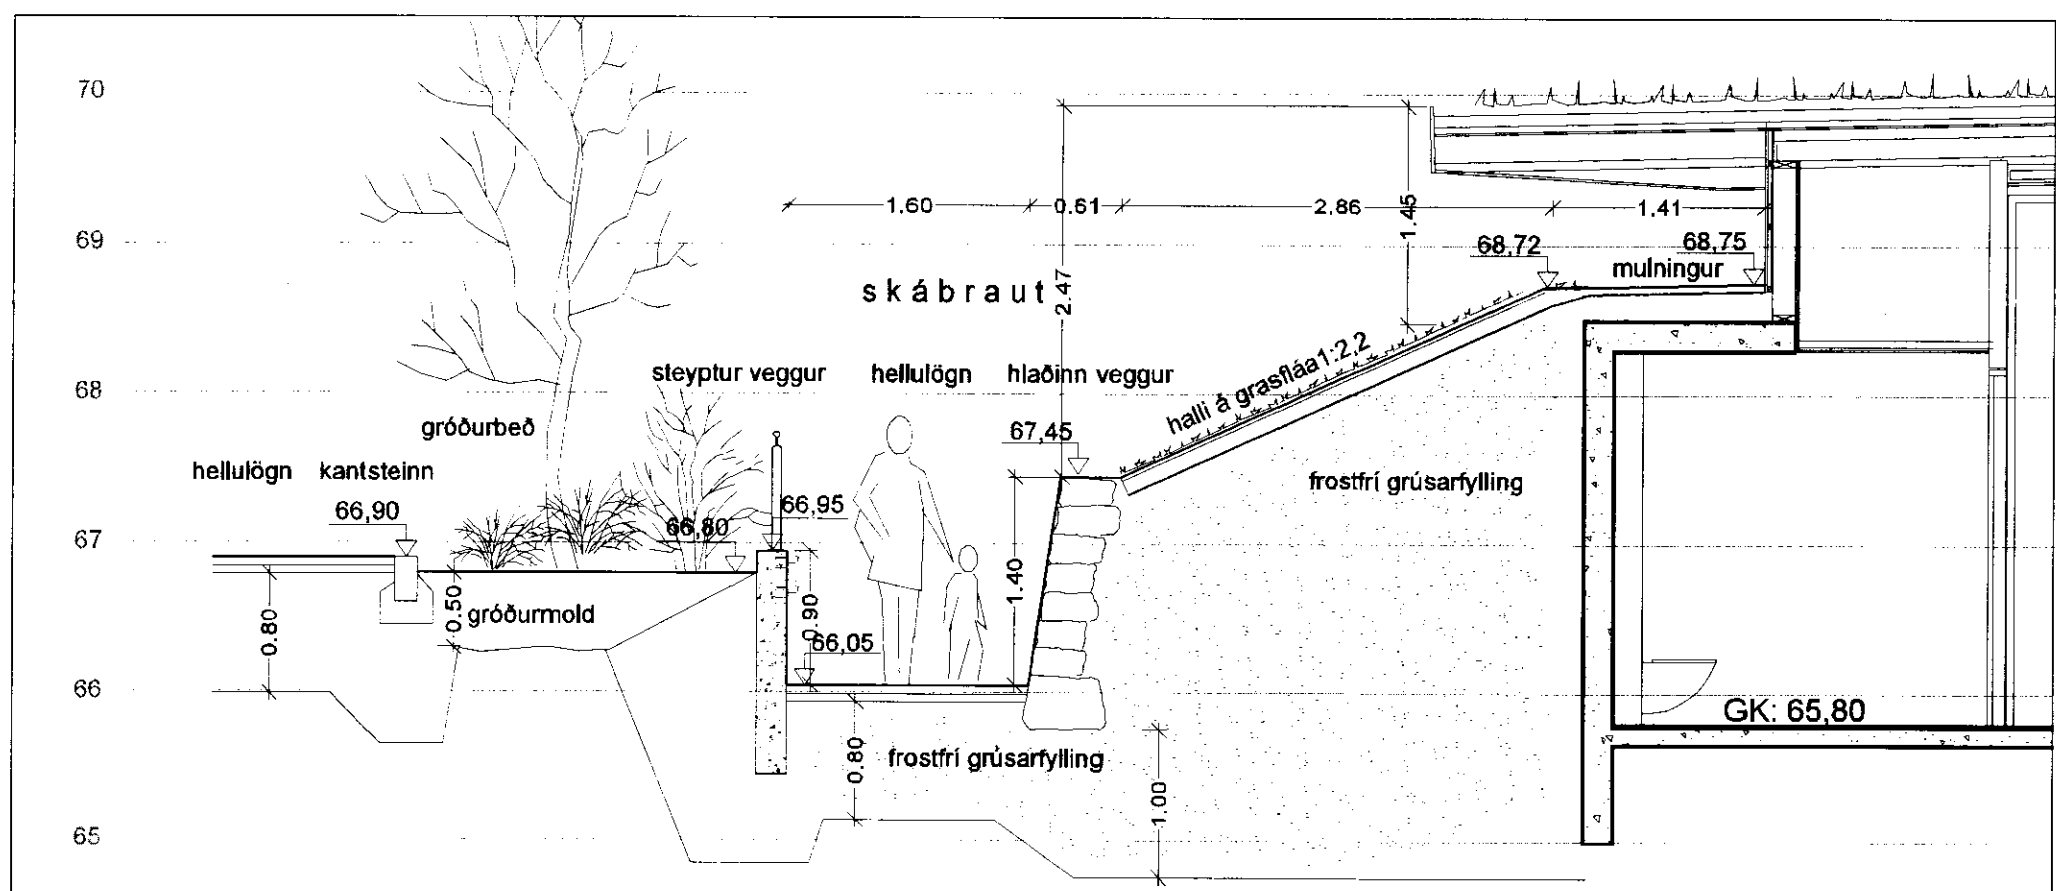 70
1.60
0.61
2.86
1.45
1.41
69
68,72
68,75
mulningur
skábraut
2.47
halli á grasfláa1:2,2
68
steyptur veggur
hellulögn
hlaðinn veggur
gróðurbeð
67,45
hellulögn
kantsteinn
frostfrí grúsarfylling
66,90
66,80
66,95
67
0.80
0.50
gróðurmold
0.90
1.40
66,05
66
GK: 65,80
0.80
frostfrí grúsarfylling
1.00
65